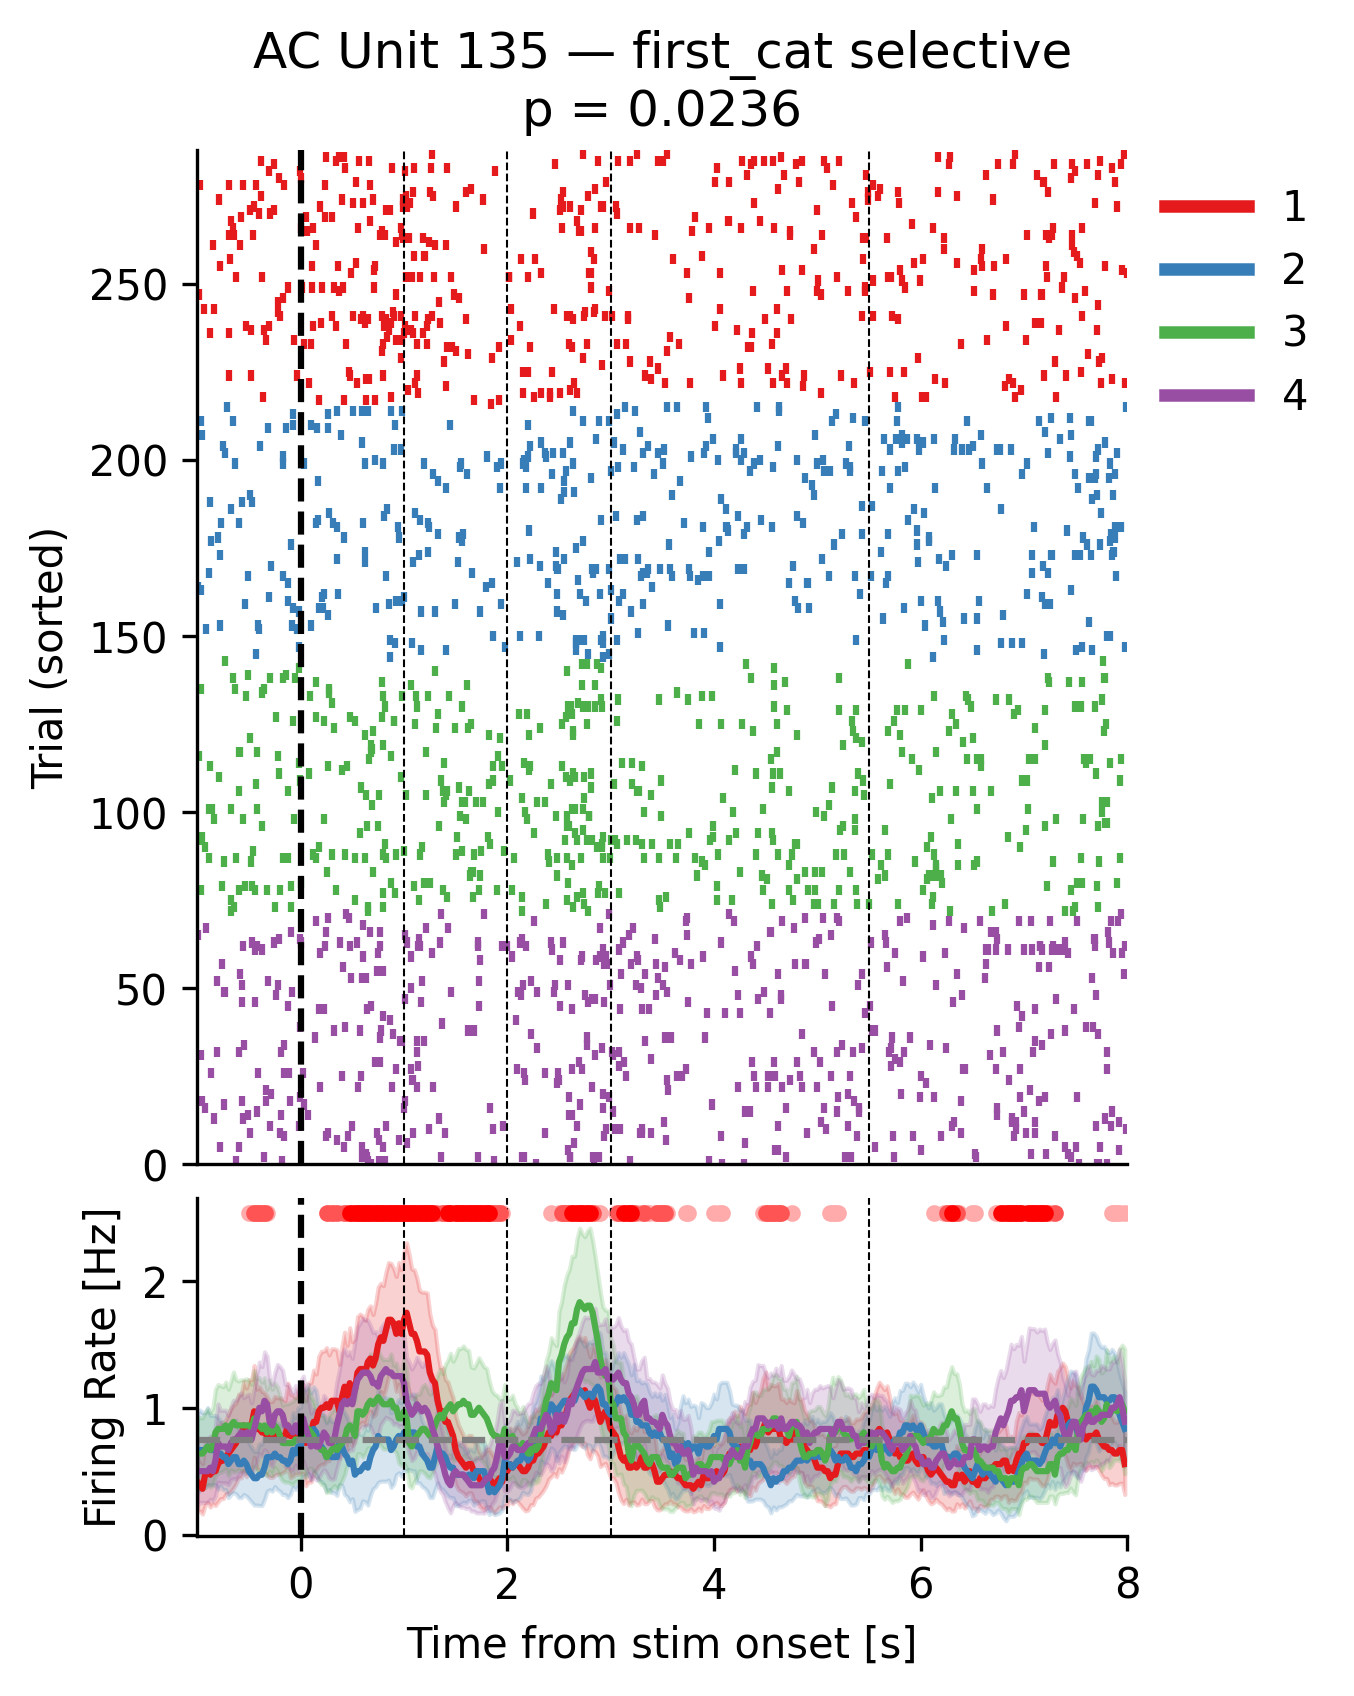 AC Unit 135 — first_cat selective
p = 0.0236
1
2
3
4
250
200
150
100
50
0
Trial (sorted)
2
1
0
Firing Rate [Hz]
0 2 4 6 8
Time from stim onset [s]